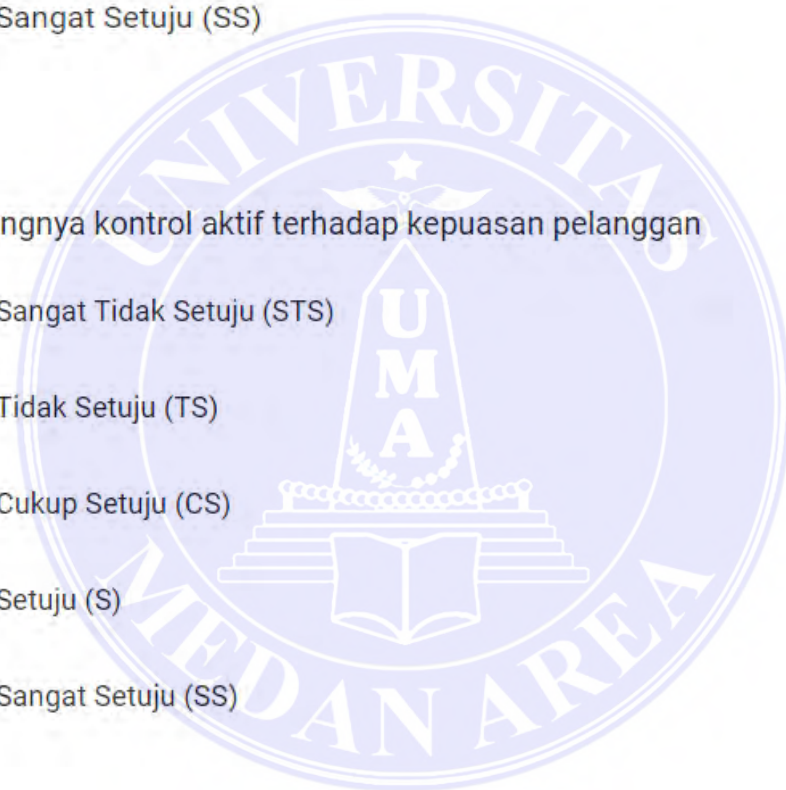 Sangat Setuju (SS)
ngnya kontrol aktif terhadap kepuasan pelanggan
Sangat Tidak Setuju (STS)
Tidak Setuju (TS)
Cukup Setuju (CS)
Setuju (S)
Sangat Setuju (SS)
UNIVERSITAS
UMA
MEDAN AREA